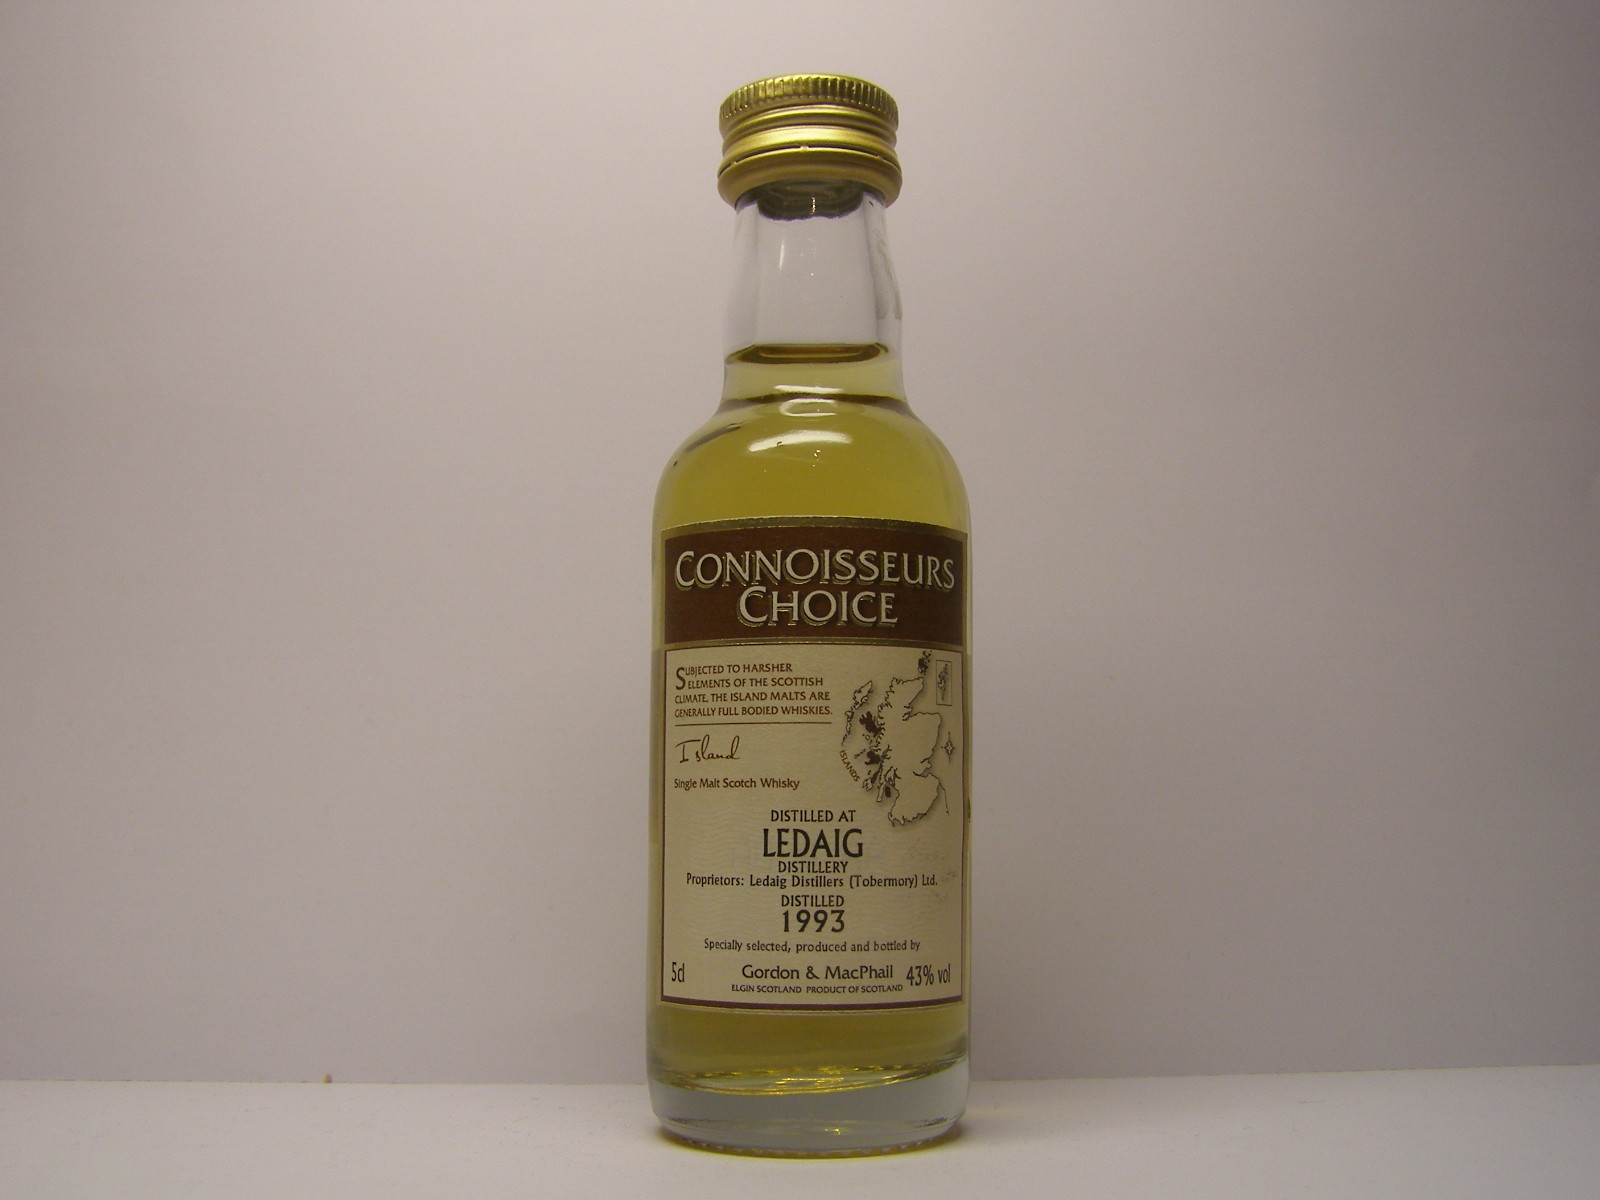 CONNOISSEURS
CHOICE
SUBJECTED TO HARSHER
ELEMENTS OF THE SCOTTISH
CLIMATE, THE ISLAND MALTS ARE
GENERALLY FULL BODIED WHISKIES.
Island
Single Malt Scotch Whisky
ISLANDS
DISTILLED AT
LEDAIG
DISTILLERY
Proprietors: Ledaig Distillers (Tobermory) Ltd.
DISTILLED
1993
Specially selected, produced and bottled by
5cl Gordon & MacPhail 43% vol
ELGIN SCOTLAND PRODUCT OF SCOTLAND